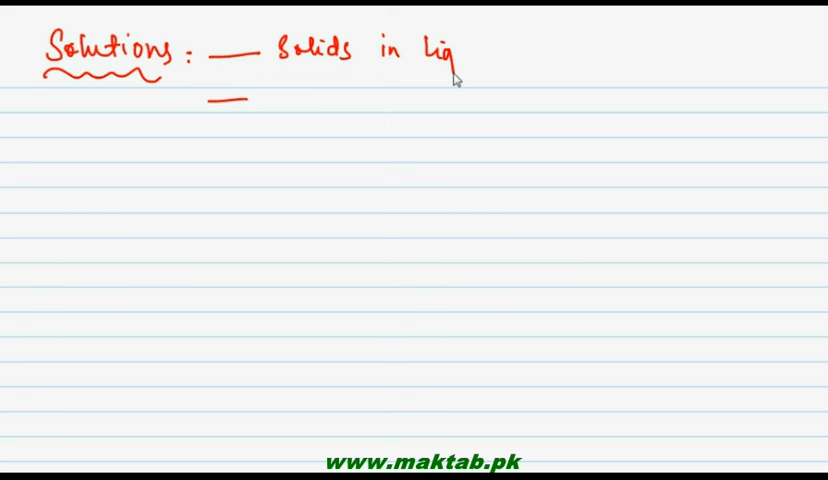 Solutions : — Solids in Liq
—
www.maktab.pk